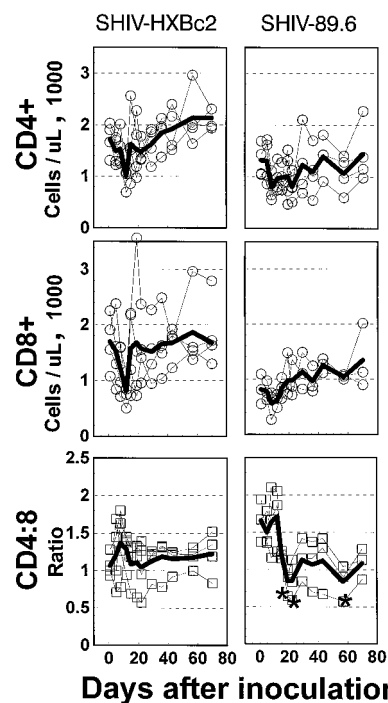 SHIV-HXBc2 SHIV-89.6
CD4+
Cells / uL, 1000
3
2
1
0
CD8+
Cells / uL, 1000
3
2
1
0
CD4:8
Ratio
2.5
2
1.5
1
0.5
0
* * *
0 20 40 60 80 0 20 40 60 80
Days after inoculation